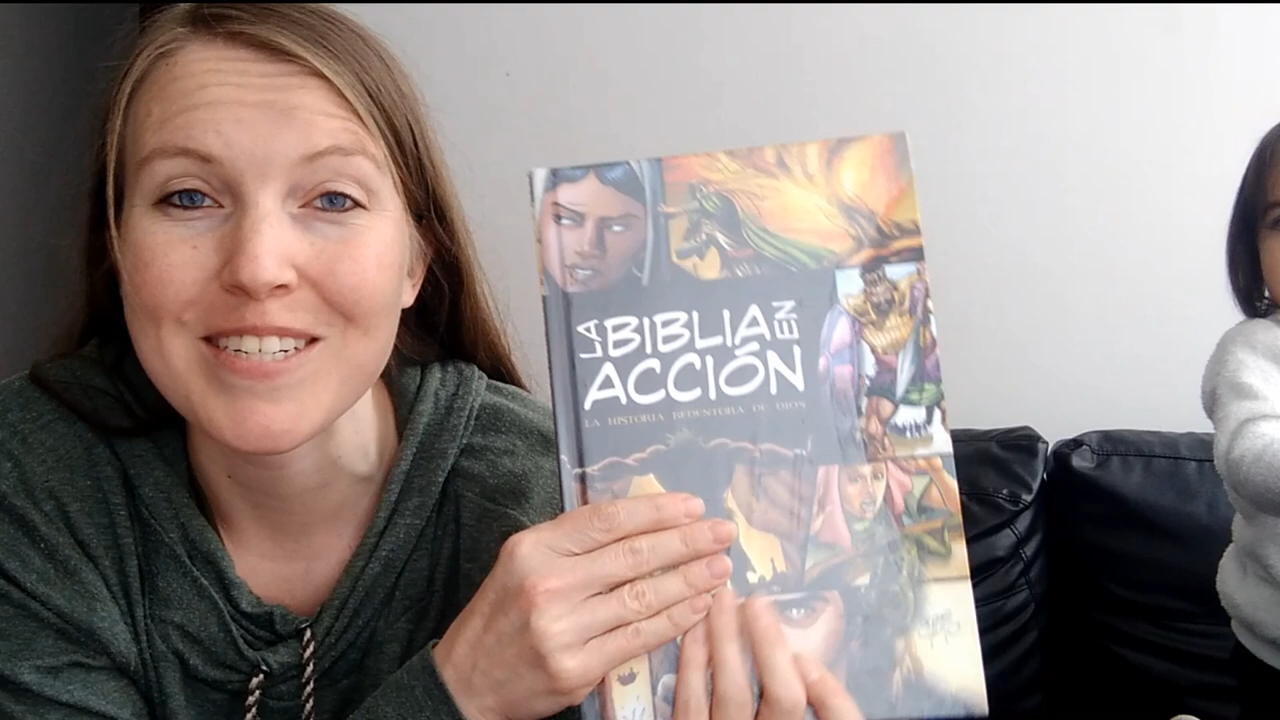 LA BIBLIA EN
ACCIÓN
LA HISTORIA REDENTORA DE DIOS